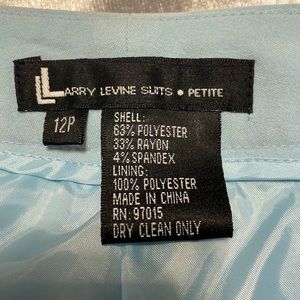 LARRY LEVINE SUITS • PETITE
12P
SHELL:
63% POLYESTER
33% RAYON
4% SPANDEX
LINING:
100% POLYESTER
MADE IN CHINA
RN: 97015
DRY CLEAN ONLY